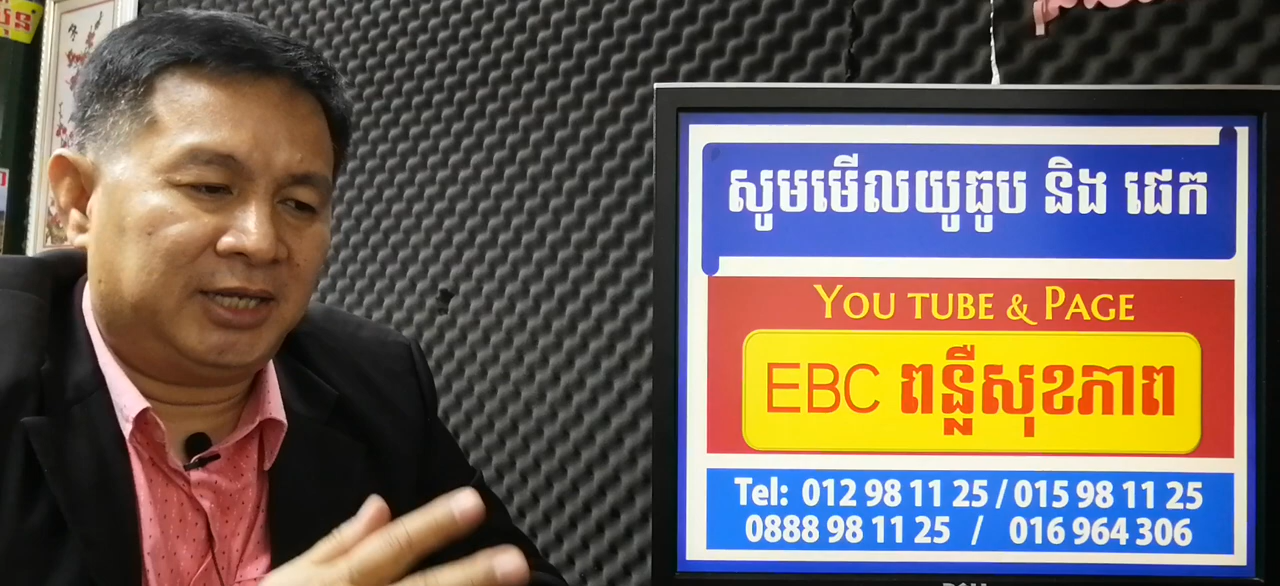 សូមមើលយូធូប និង ផេក
YOU TUBE & PAGE
EBC ពន្លឺសុខភាព
Tel: 012 98 11 25 / 015 98 11 25
0888 98 11 25 / 016 964 306